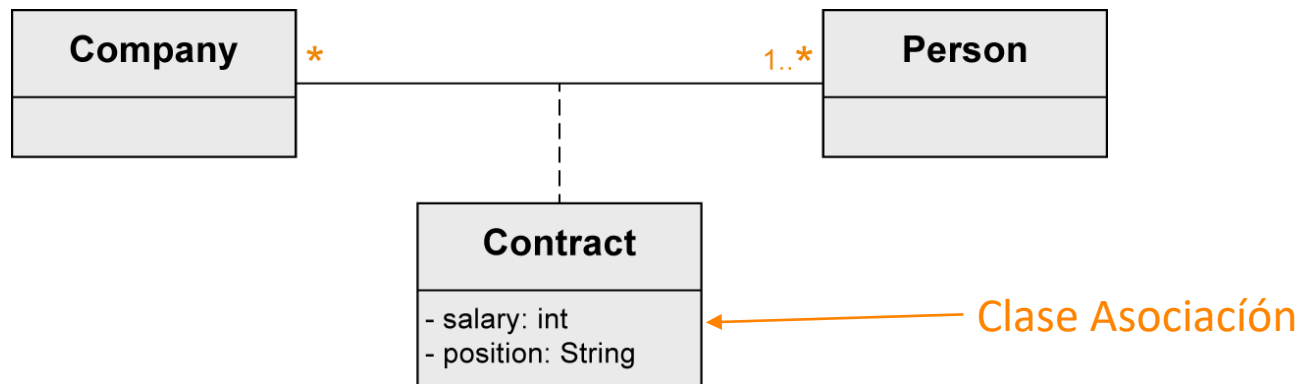 Company
*
1..*
Person
Contract
- salary: int
- position: String
Clase Asociacíón